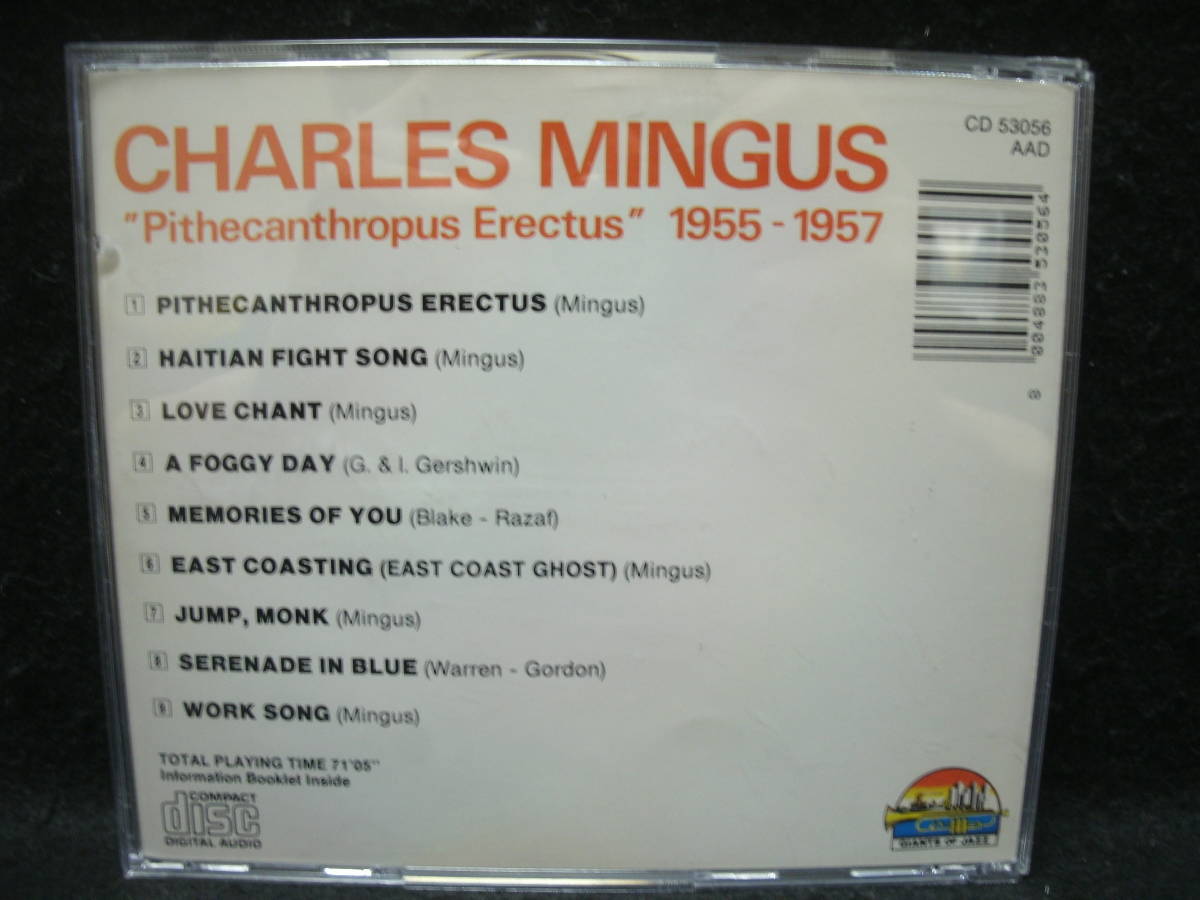 CHARLES MINGUS
"Pithecanthropus Erectus" 1955 - 1957
CD 53056
AAD
1 PITHECANTHROPUS ERECTUS (Mingus)
2 HAITIAN FIGHT SONG (Mingus)
3 LOVE CHANT (Mingus)
4 A FOGGY DAY (G. & I. Gershwin)
5 MEMORIES OF YOU (Blake - Razaf)
6 EAST COASTING (EAST COAST GHOST) (Mingus)
7 JUMP, MONK (Mingus)
8 SERENADE IN BLUE (Warren - Gordon)
9 WORK SONG (Mingus)
TOTAL PLAYING TIME 71'05"
Information Booklet Inside
COMPACT
disc
DIGITAL AUDIO
GIANTS OF JAZZ
8 004883 530564